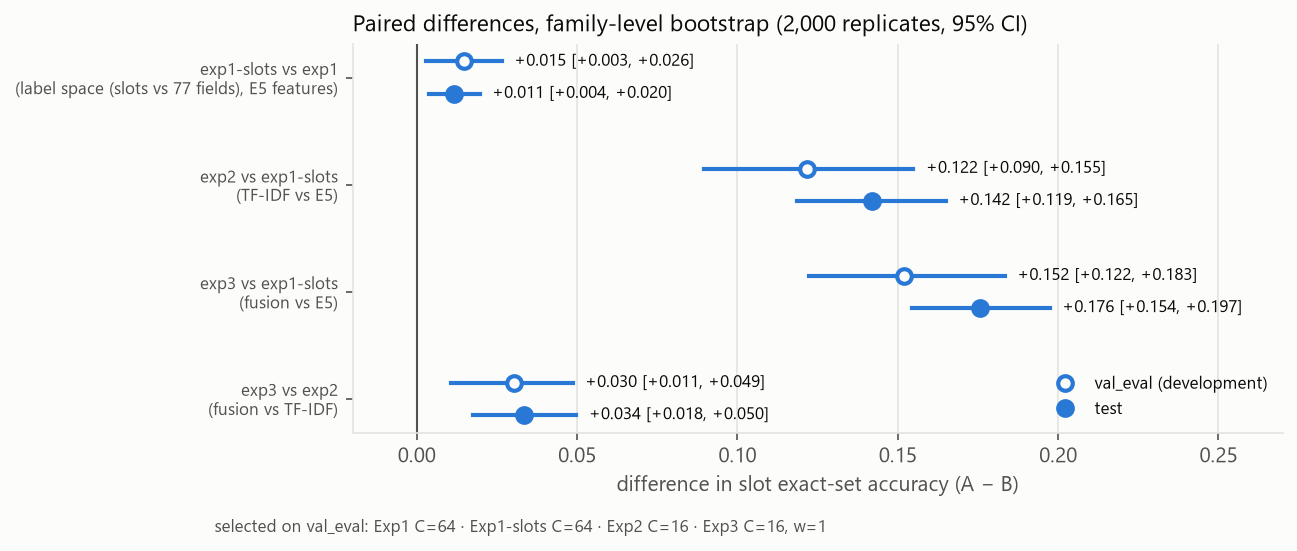 Paired differences, family-level bootstrap (2,000 replicates, 95% CI)
exp1-slots vs exp1
(label space (slots vs 77 fields), E5 features)
+0.015 [+0.003, +0.026]
+0.011 [+0.004, +0.020]
exp2 vs exp1-slots
(TF-IDF vs E5)
+0.122 [+0.090, +0.155]
+0.142 [+0.119, +0.165]
exp3 vs exp1-slots
(fusion vs E5)
+0.152 [+0.122, +0.183]
+0.176 [+0.154, +0.197]
exp3 vs exp2
(fusion vs TF-IDF)
+0.030 [+0.011, +0.049]
+0.034 [+0.018, +0.050]
val_eval (development)
test
0.00 0.05 0.10 0.15 0.20 0.25
difference in slot exact-set accuracy (A − B)
selected on val_eval: Exp1 C=64 · Exp1-slots C=64 · Exp2 C=16 · Exp3 C=16, w=1